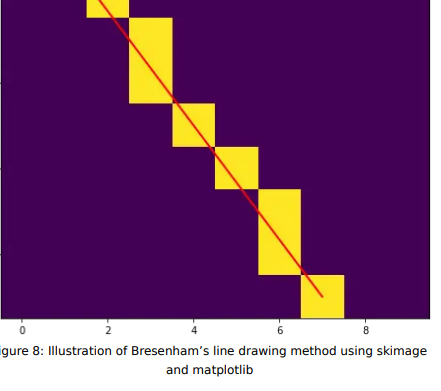 0 2 4 6 8
igure 8: Illustration of Bresenham’s line drawing method using skimage
and matplotlib